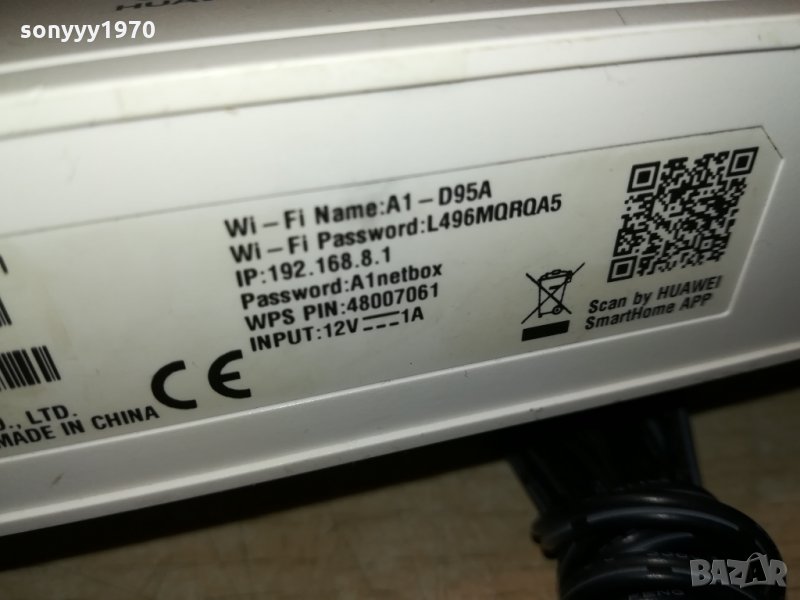 sonyyy1970
Wi-Fi Name:A1-D95A
Wi-Fi Password:L496MQRQA5
IP:192.168.8.1
Password:A1netbox
WPS PIN:48007061
INPUT:12V 1A
Scan by HUAWEI
SmartHome APP
CE
LTD.
MADE IN CHINA
BAZAR